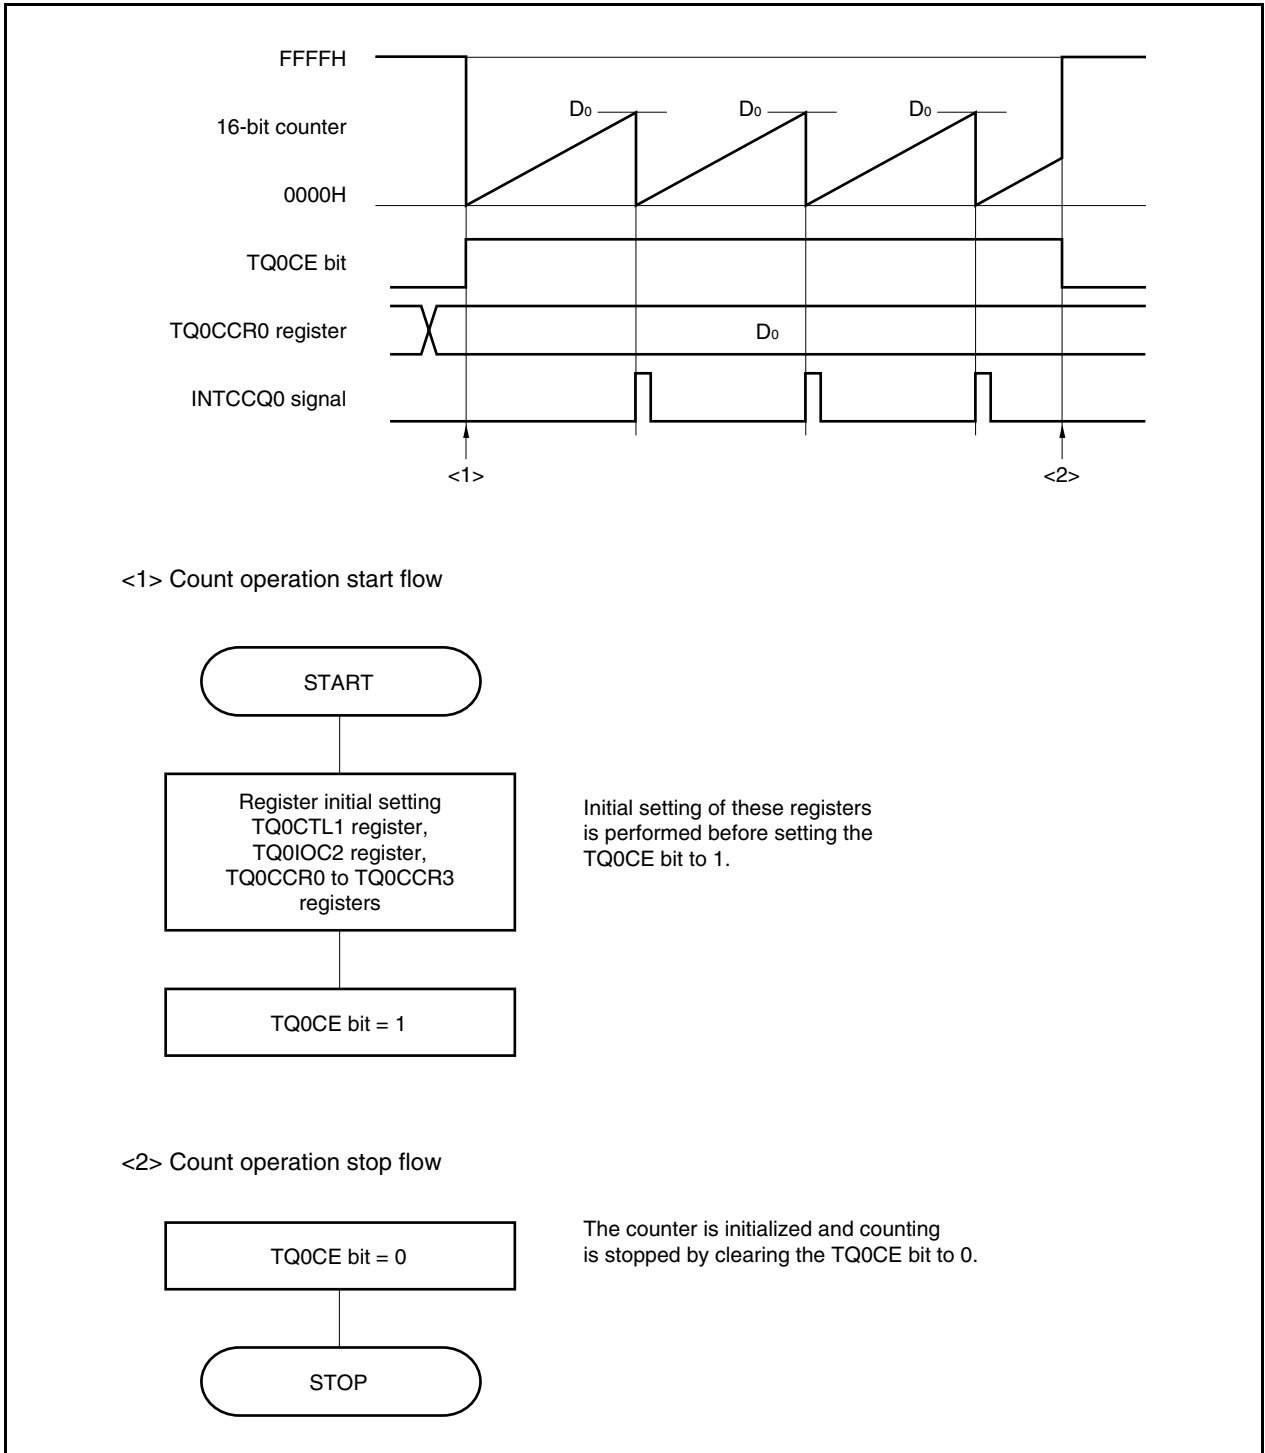 FFFFH
D0 D0 D0
16-bit counter
0000H
TQ0CE bit
TQ0CCR0 register D0
INTCCQ0 signal
<1> <2>
<1> Count operation start flow
START
Register initial setting
TQ0CTL1 register,
TQ0IOC2 register,
TQ0CCR0 to TQ0CCR3
registers
Initial setting of these registers
is performed before setting the
TQ0CE bit to 1.
TQ0CE bit = 1
<2> Count operation stop flow
TQ0CE bit = 0
The counter is initialized and counting
is stopped by clearing the TQ0CE bit to 0.
STOP